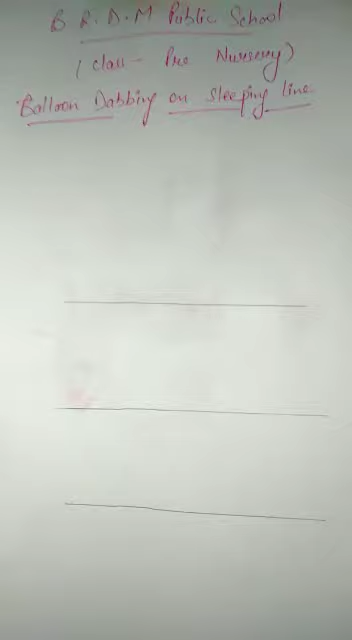 B R. D. M Public School
(Class - Pre Nursery)
Balloon Dabbing on Sleeping line